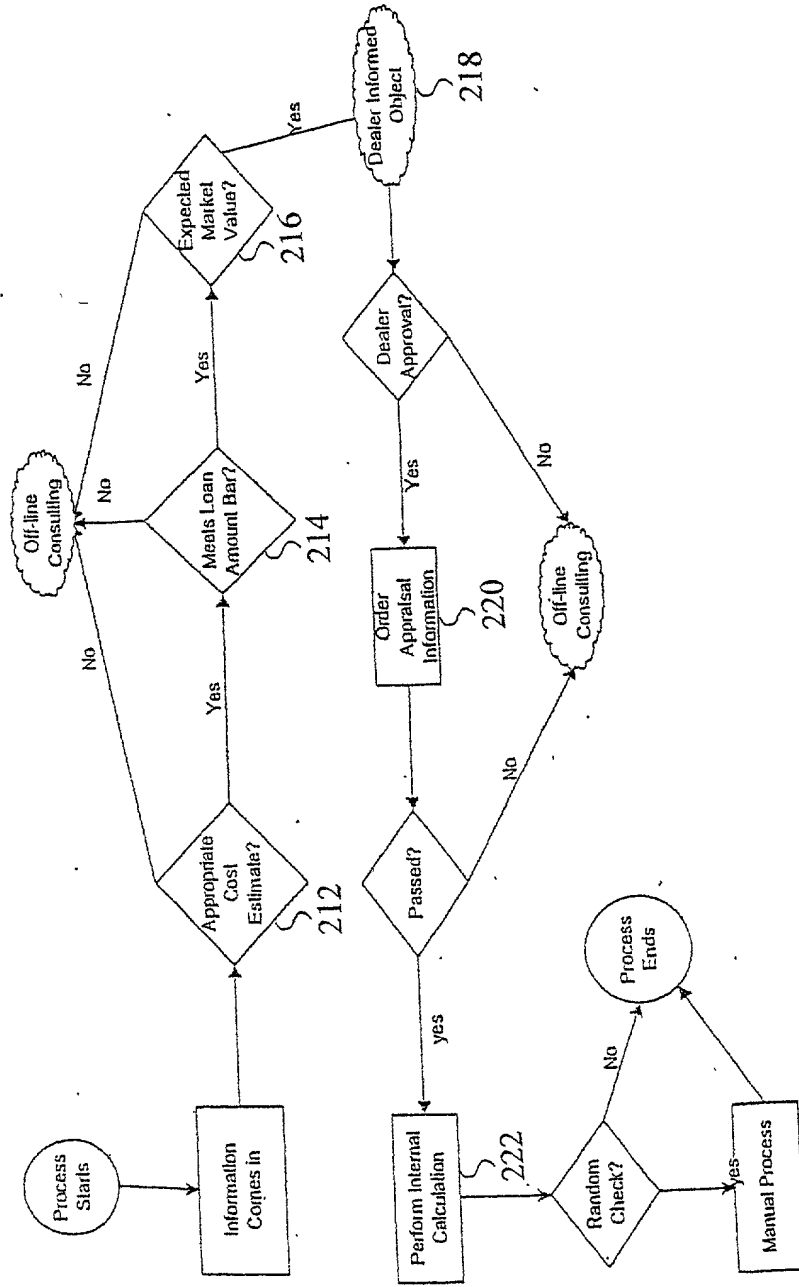 Process
Starts
Information
Comes in
Appropriate
Cost
Estimate?
212
No
Yes
Meets Loan
Amount Bar?
214
No
Yes
Off-line
Consulting
Expected
Market
Value?
216
No
Yes
Dealer Informed
Object
218
Dealer
Approval?
Yes
No
Order
Appraisal
Information
220
Off-line
Consulting
Passed?
No
yes
Perform Internal
Calculation
222
Random
Check?
No
yes
Process
Ends
Manual Process